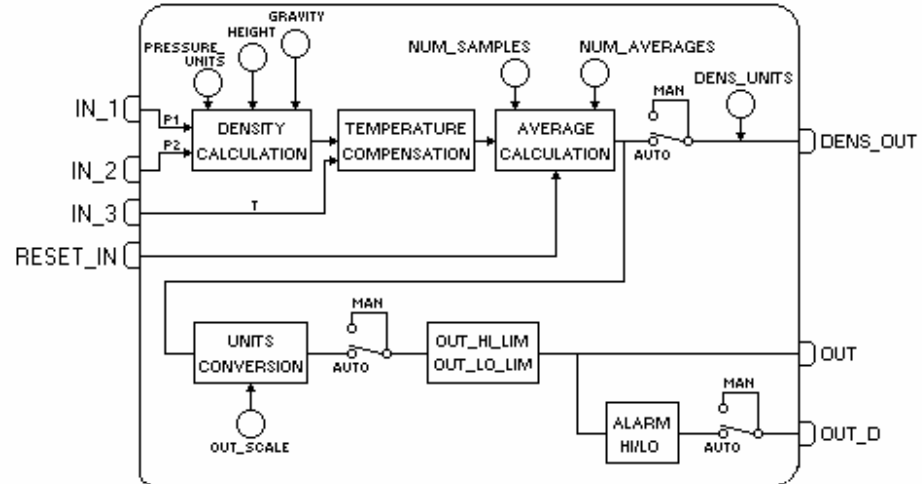 GRAVITY
HEIGHT
PRESSURE_
UNITS
NUM_SAMPLES
NUM_AVERAGES
DENS_UNITS
MAN
IN_1
P1
DENSITY
CALCULATION
TEMPERATURE
COMPENSATION
AVERAGE
CALCULATION
AUTO
DENS_OUT
P2
IN_2
IN_3
T
RESET_IN
MAN
UNITS
CONVERSION
AUTO
OUT_HI_LIM
OUT_LO_LIM
OUT
OUT_SCALE
MAN
ALARM
HI/LO
AUTO
OUT_D